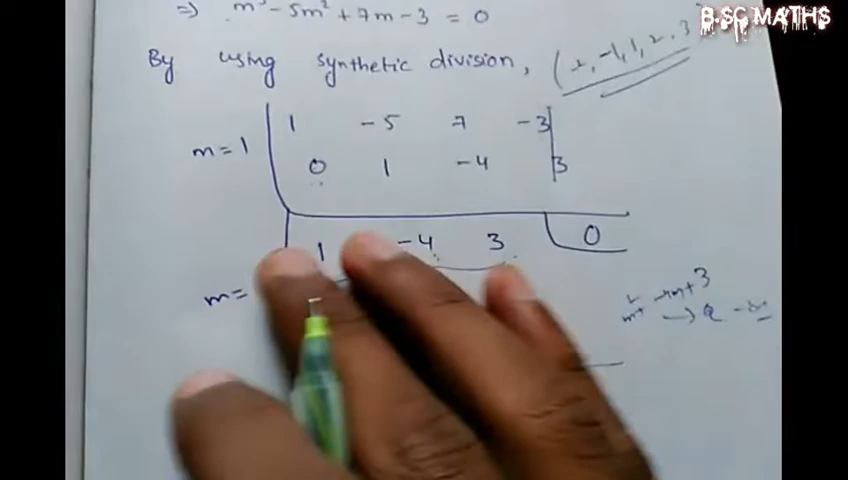 B.SC MATHS
=> m³ - 5m² + 7m - 3 = 0
By using synthetic division, (-2, -1, 1, 2, 3
m = 1 | 1 -5 7 -3
0 1 -4 3
1 -4 3 0
m =
m² - 4m + 3